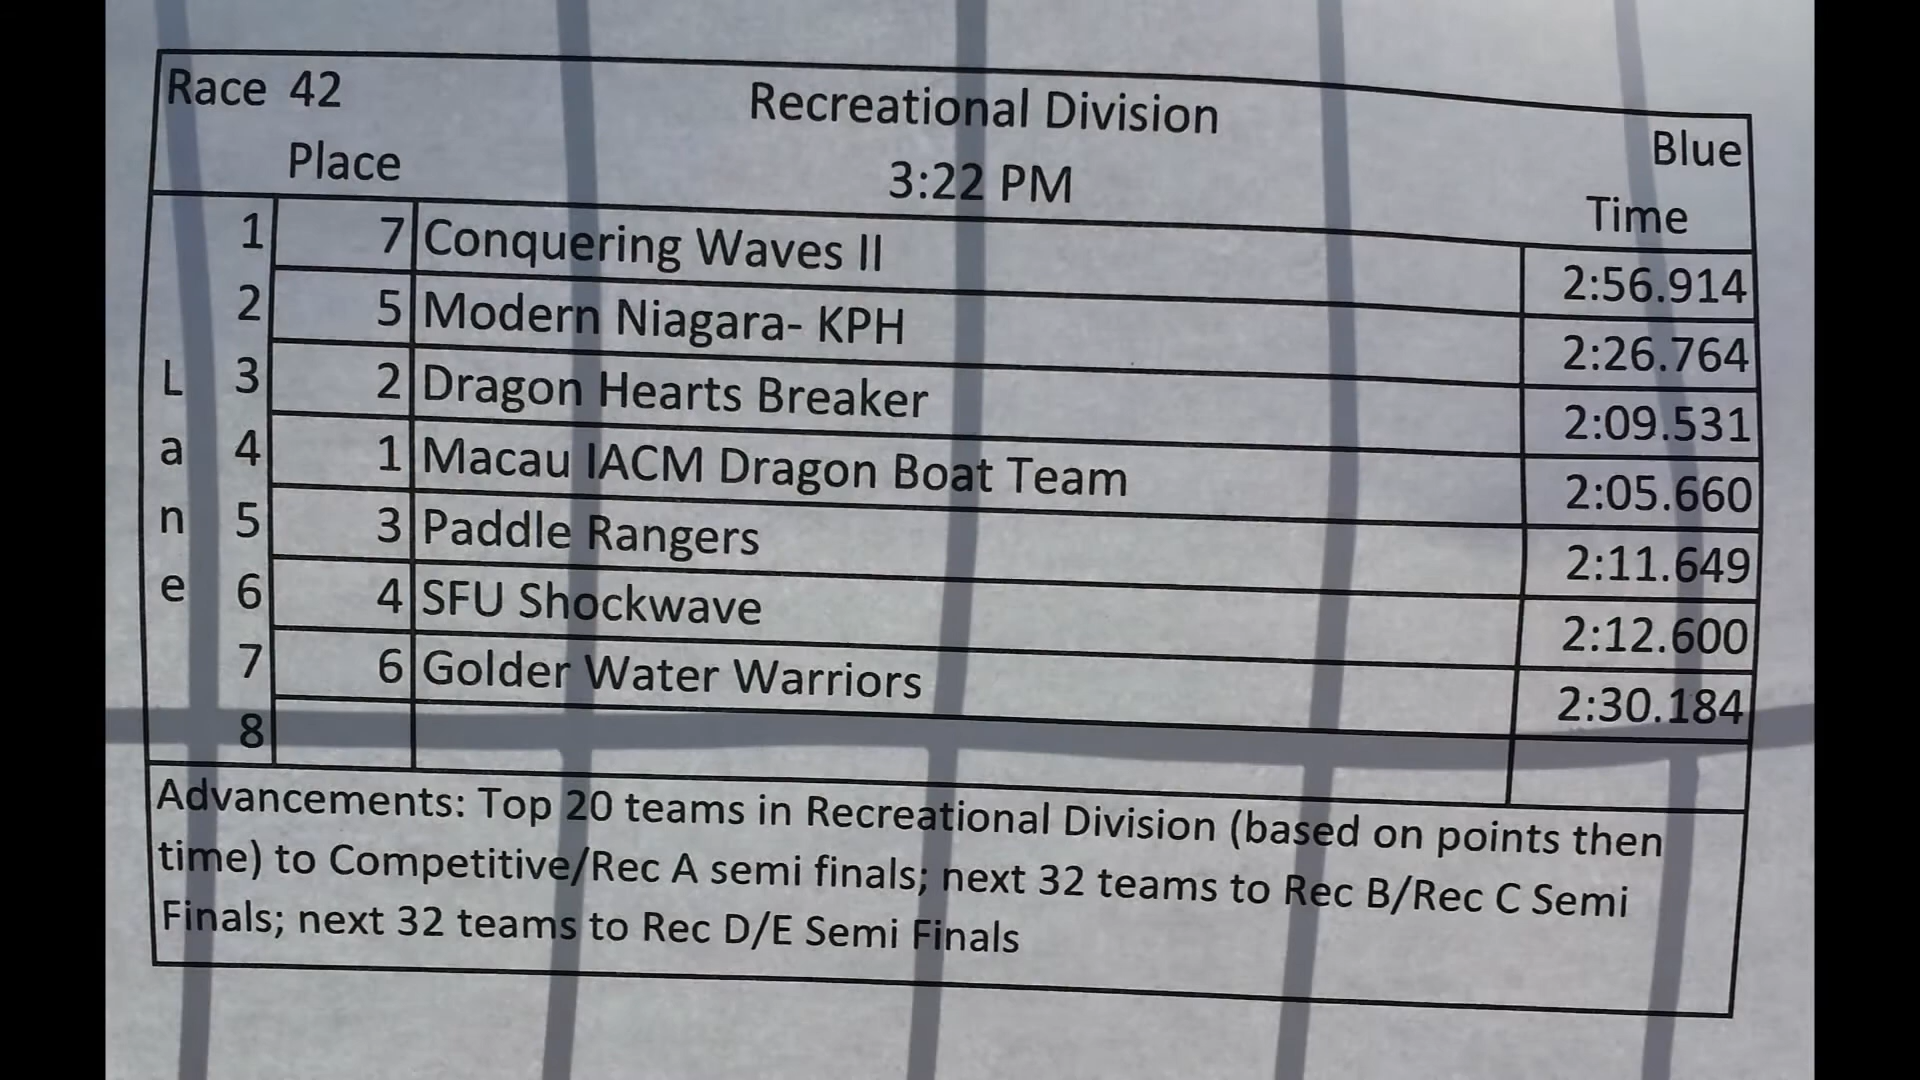 Race 42 Recreational Division Blue
Place 3:22 PM Time
Lane
1 7 Conquering Waves II 2:56.914
2 5 Modern Niagara- KPH 2:26.764
3 2 Dragon Hearts Breaker 2:09.531
4 1 Macau IACM Dragon Boat Team 2:05.660
5 3 Paddle Rangers 2:11.649
6 4 SFU Shockwave 2:12.600
7 6 Golder Water Warriors 2:30.184
8
Advancements: Top 20 teams in Recreational Division (based on points then
time) to Competitive/Rec A semi finals; next 32 teams to Rec B/Rec C Semi
Finals; next 32 teams to Rec D/E Semi Finals